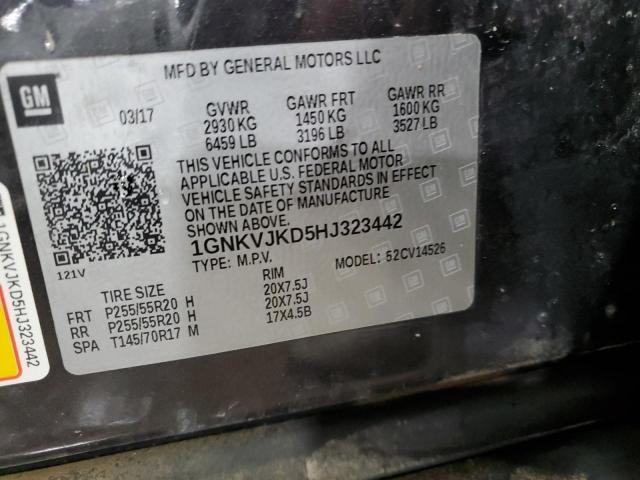 MFD BY GENERAL MOTORS LLC
GM
03/17 GVWR GAWR FRT GAWR RR
2930 KG 1450 KG 1600 KG
6459 LB 3196 LB 3527 LB
THIS VEHICLE CONFORMS TO ALL
APPLICABLE U.S. FEDERAL MOTOR
VEHICLE SAFETY STANDARDS IN EFFECT
ON THE DATE OF MANUFACTURE
SHOWN ABOVE.
1GNKVJKD5HJ323442
121V TYPE: M.P.V. MODEL: 52CV14526
TIRE SIZE RIM
FRT P255/55R20 H 20X7.5J
RR P255/55R20 H 20X7.5J
SPA T145/70R17 M 17X4.5B
1GNKVJKD5HJ323442